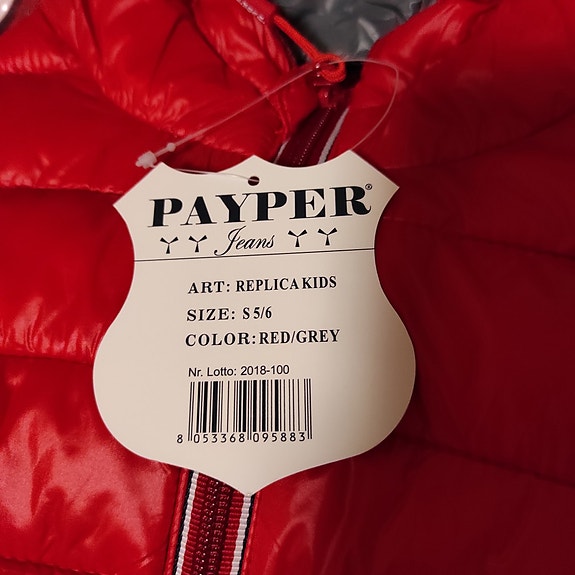 PAYPER®
Jeans
ART: REPLICA KIDS
SIZE: S 5/6
COLOR: RED/GREY
Nr. Lotto: 2018-100
8 053368 095883